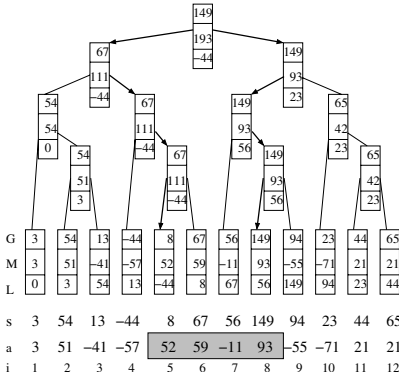 149
193
−44
67 149
111 93
−44 23
54 67 149 65
54 111 93 42
0 −44 56 23
54 67 149 65
51 111 93 42
3 −44 56 23
G 3 54 13 −44 8 67 56 149 94 23 44 65
M 3 51 −41 −57 52 59 −11 93 −55 −71 21 21
L 0 3 54 13 −44 8 67 56 149 94 23 44
s 3 54 13 −44 8 67 56 149 94 23 44 65
a 3 51 −41 −57 52 59 −11 93 −55 −71 21 21
i 1 2 3 4 5 6 7 8 9 10 11 12